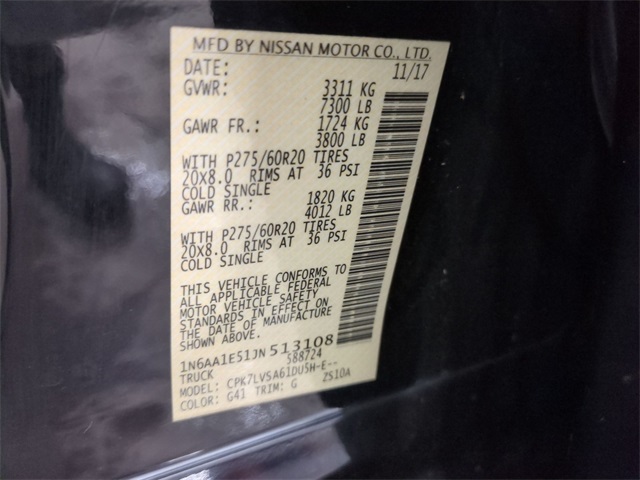 MFD BY NISSAN MOTOR CO., LTD.
DATE: 11/17
GVWR: 3311 KG
7300 LB
GAWR FR.: 1724 KG
3800 LB
WITH P275/60R20 TIRES
20X8.0 RIMS AT 36 PSI
COLD SINGLE
GAWR RR.: 1820 KG
4012 LB
WITH P275/60R20 TIRES
20X8.0 RIMS AT 36 PSI
COLD SINGLE
THIS VEHICLE CONFORMS TO
ALL APPLICABLE FEDERAL
MOTOR VEHICLE SAFETY
STANDARDS IN EFFECT ON
DATE OF MANUFACTURE
SHOWN ABOVE.
1N6AA1E51JN513108
TRUCK 588724
MODEL: CPK7LVSA61DUSH-E--
COLOR: G41 TRIM: G ZS10A